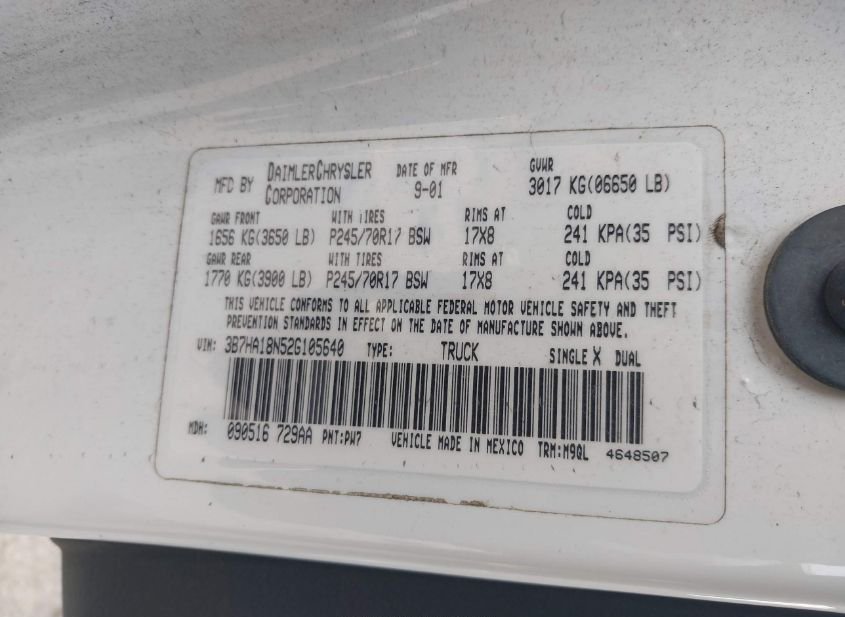 MFD BY DAIMLERCHRYSLER CORPORATION DATE OF MFR 9-01 GVWR 3017 KG(06650 LB)
GAWR FRONT WITH TIRES RIMS AT COLD
1656 KG(3650 LB) P245/70R17 BSW 17X8 241 KPA(35 PSI)
GAWR REAR WITH TIRES RIMS AT COLD
1770 KG(3900 LB) P245/70R17 BSW 17X8 241 KPA(35 PSI)
THIS VEHICLE CONFORMS TO ALL APPLICABLE FEDERAL MOTOR VEHICLE SAFETY AND THEFT
PREVENTION STANDARDS IN EFFECT ON THE DATE OF MANUFACTURE SHOWN ABOVE.
VIN: 3B7HA18N52G105640 TYPE: TRUCK SINGLE X DUAL
MDH: 090516 729AA PNT:PW7 VEHICLE MADE IN MEXICO TRM:M9QL 4648507